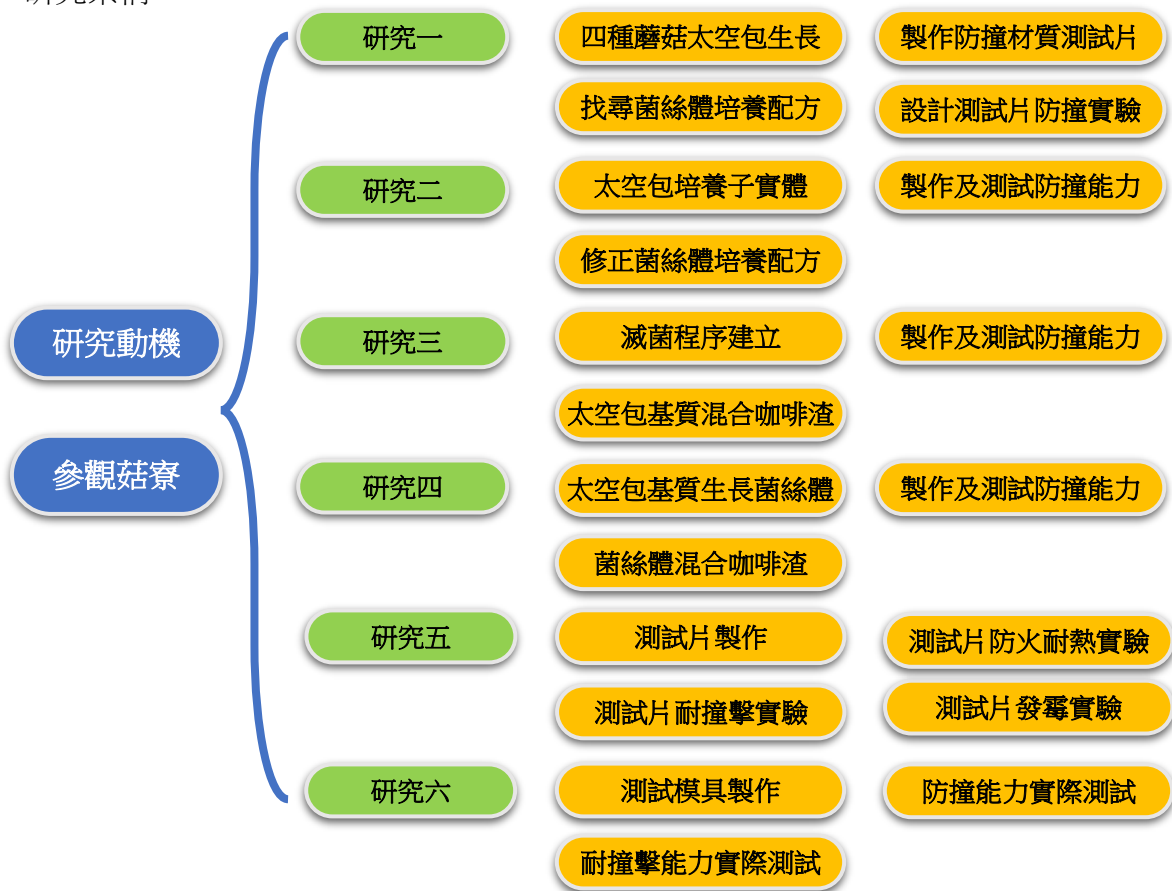 研究架構
研究動機
參觀菇寮
研究一
四種蘑菇太空包生長
製作防撞材質測試片
找尋菌絲體培養配方
設計測試片防撞實驗
研究二
太空包培養子實體
製作及測試防撞能力
修正菌絲體培養配方
研究三
滅菌程序建立
製作及測試防撞能力
太空包基質混合咖啡渣
研究四
太空包基質生長菌絲體
製作及測試防撞能力
菌絲體混合咖啡渣
研究五
測試片製作
測試片防火耐熱實驗
測試片耐撞擊實驗
測試片發霉實驗
研究六
測試模具製作
防撞能力實際測試
耐撞擊能力實際測試